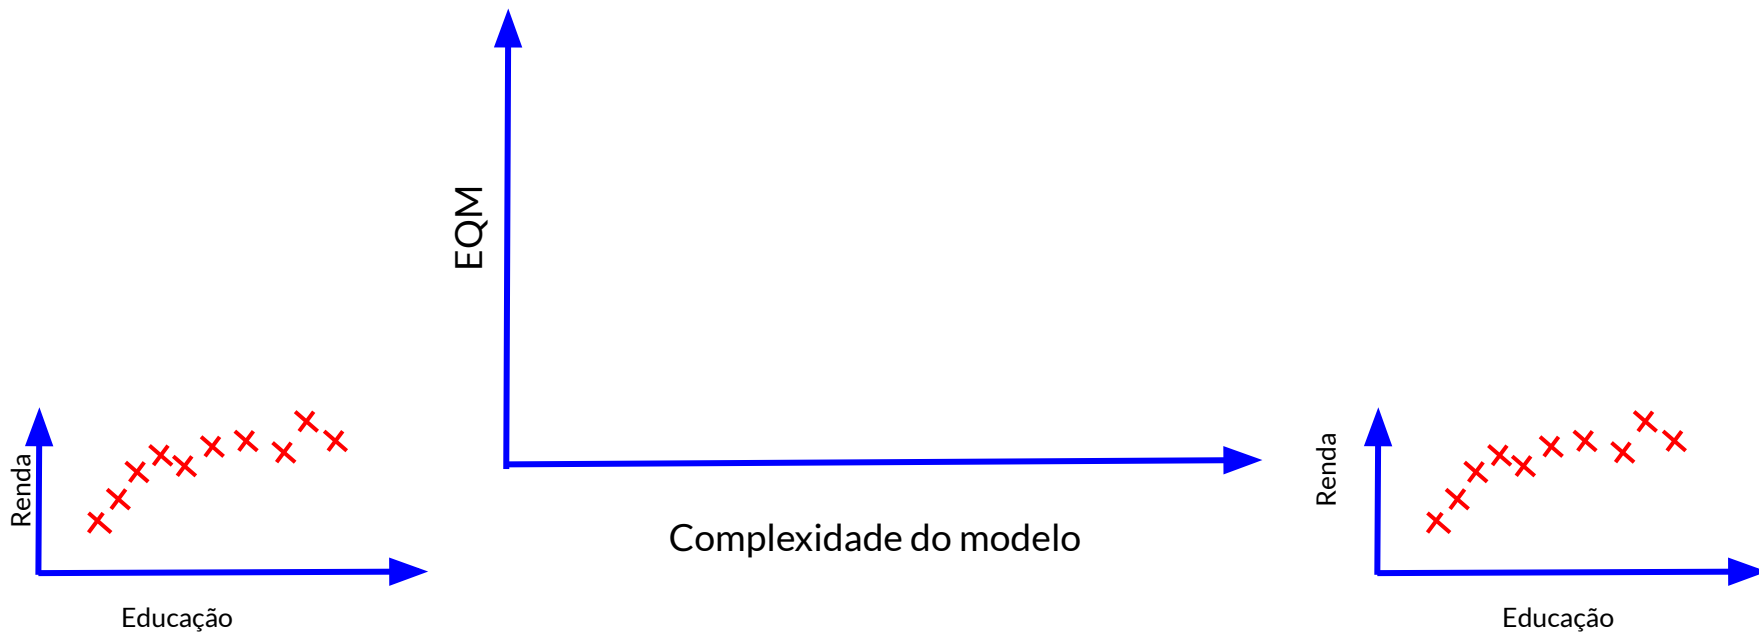 EQM
Complexidade do modelo
Renda
Educação
Renda
Educação